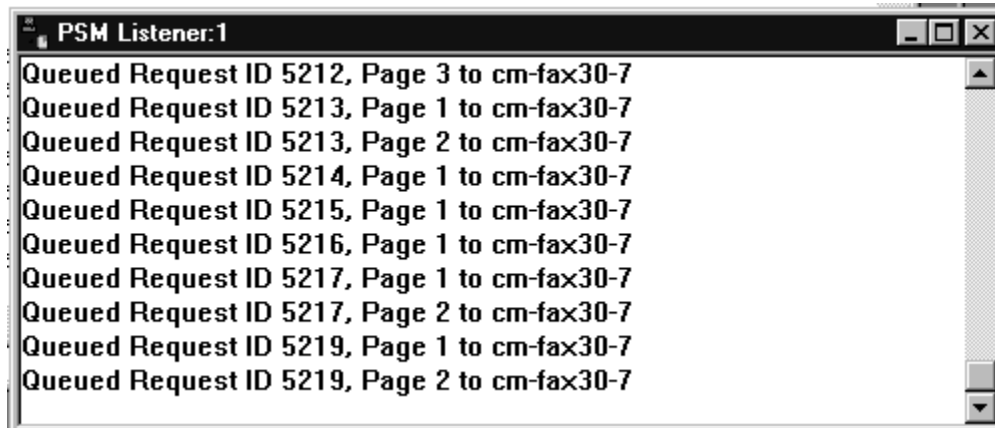 PSM Listener:1
Queued Request ID 5212, Page 3 to cm-fax30-7
Queued Request ID 5213, Page 1 to cm-fax30-7
Queued Request ID 5213, Page 2 to cm-fax30-7
Queued Request ID 5214, Page 1 to cm-fax30-7
Queued Request ID 5215, Page 1 to cm-fax30-7
Queued Request ID 5216, Page 1 to cm-fax30-7
Queued Request ID 5217, Page 1 to cm-fax30-7
Queued Request ID 5217, Page 2 to cm-fax30-7
Queued Request ID 5219, Page 1 to cm-fax30-7
Queued Request ID 5219, Page 2 to cm-fax30-7